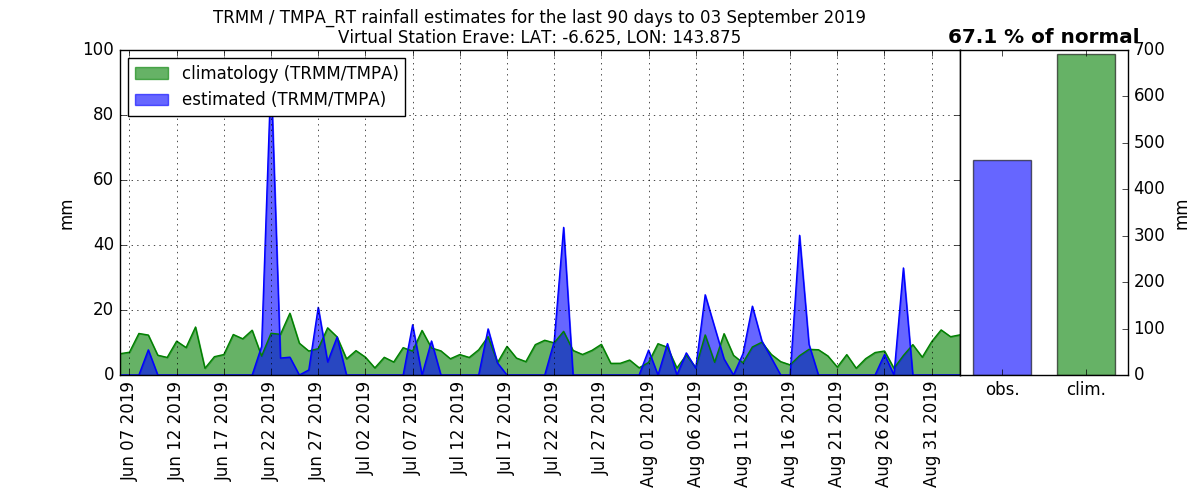 TRMM / TMPA_RT rainfall estimates for the last 90 days to 03 September 2019
Virtual Station Erave: LAT: -6.625, LON: 143.875
67.1 % of normal
climatology (TRMM/TMPA)
estimated (TRMM/TMPA)
100
80
60
40
20
0
mm
Jun 07 2019
Jun 12 2019
Jun 17 2019
Jun 22 2019
Jun 27 2019
Jul 02 2019
Jul 07 2019
Jul 12 2019
Jul 17 2019
Jul 22 2019
Jul 27 2019
Aug 01 2019
Aug 06 2019
Aug 11 2019
Aug 16 2019
Aug 21 2019
Aug 26 2019
Aug 31 2019
obs.
clim.
700
600
500
400
300
200
100
0
mm